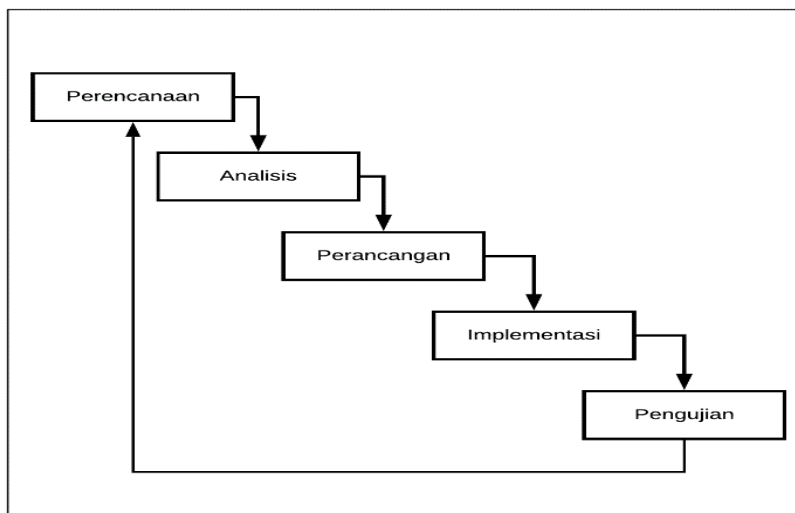 Perencanaan
Analisis
Perancangan
Implementasi
Pengujian